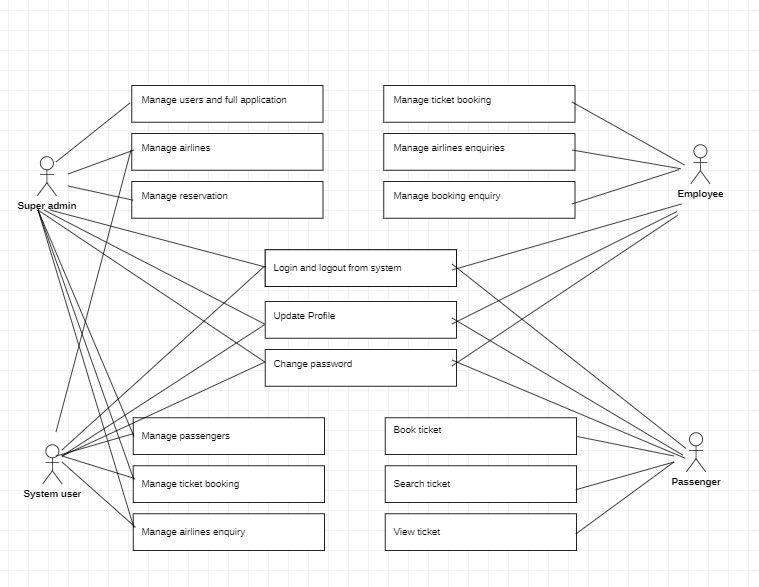 Manage users and full application
Manage ticket booking
Manage airlines
Manage airlines enquiries
Manage reservation
Manage booking enquiry
Super admin
Employee
Login and logout from system
Update Profile
Change password
Manage passengers
Book ticket
Manage ticket booking
Search ticket
System user
Passenger
Manage airlines enquiry
View ticket